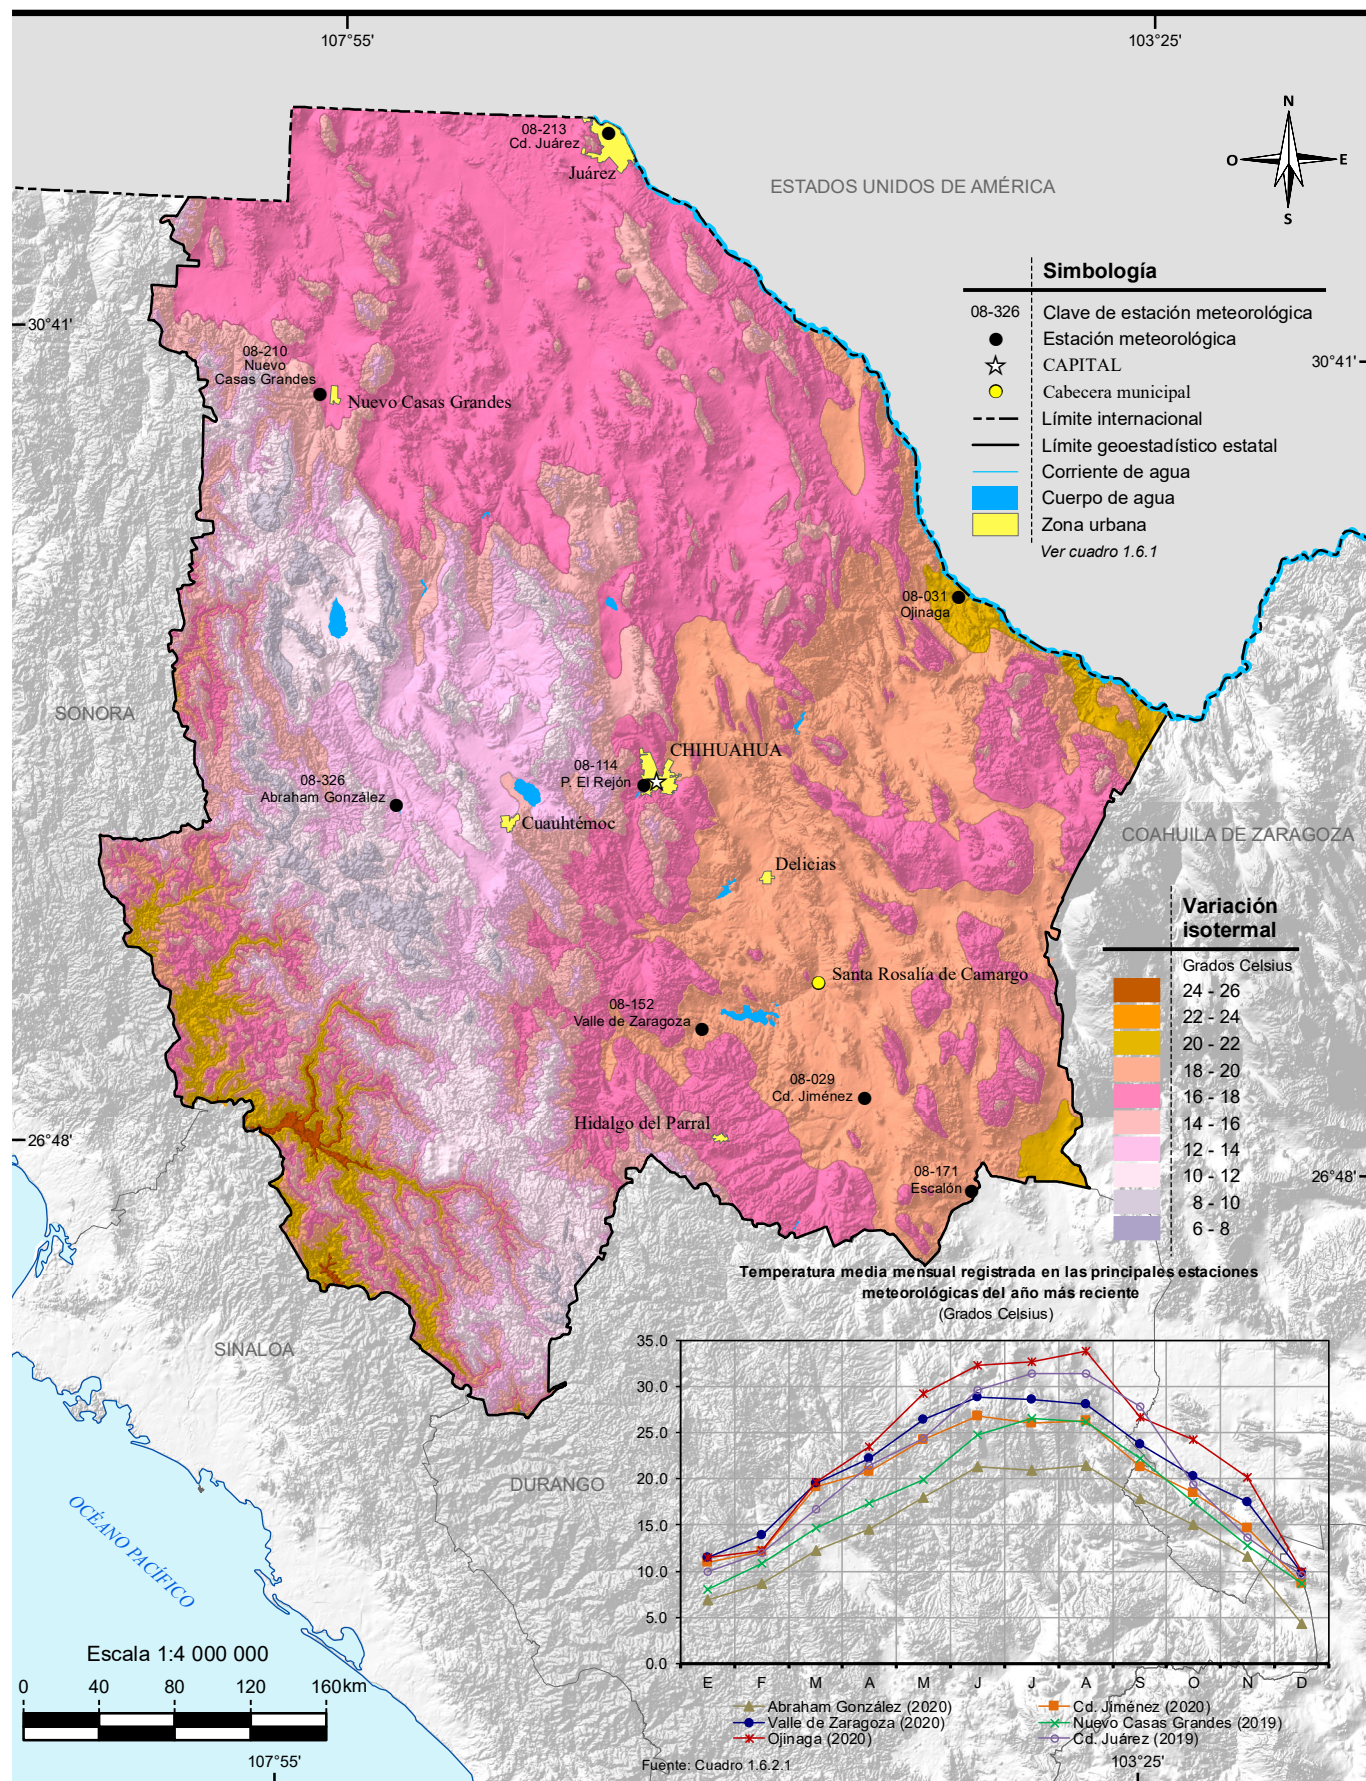 107°55'
103°25'
08-213
Cd. Juárez
Juárez
ESTADOS UNIDOS DE AMÉRICA
N
O
E
S
Simbología
08-326 Clave de estación meteorológica
Estación meteorológica
CAPITAL
Cabecera municipal
Límite internacional
Límite geoestadístico estatal
Corriente de agua
Cuerpo de agua
Zona urbana
Ver cuadro 1.6.1
30°41'
30°41'
08-210
Nuevo
Casas Grandes
Nuevo Casas Grandes
08-031
Ojinaga
SONORA
CHIHUAHUA
08-114
P. El Rejón
08-326
Abraham González
Cuauhtémoc
COAHUILA DE ZARAGOZA
Delicias
Santa Rosalía de Camargo
08-152
Valle de Zaragoza
08-029
Cd. Jiménez
Hidalgo del Parral
26°48'
08-171
Escalón
26°48'
Variación
isotermal
Grados Celsius
24 - 26
22 - 24
20 - 22
18 - 20
16 - 18
14 - 16
12 - 14
10 - 12
8 - 10
6 - 8
SINALOA
DURANGO
OCÉANO PACÍFICO
Temperatura media mensual registrada en las principales estaciones
meteorológicas del año más reciente
(Grados Celsius)
35.0
30.0
25.0
20.0
15.0
10.0
5.0
0.0
E F M A M J J A S O N D
Abraham González (2020) Cd. Jiménez (2020)
Valle de Zaragoza (2020) Nuevo Casas Grandes (2019)
Ojinaga (2020) Cd. Juárez (2019)
Fuente: Cuadro 1.6.2.1
Escala 1:4 000 000
0 40 80 120 160 km
107°55'
103°25'